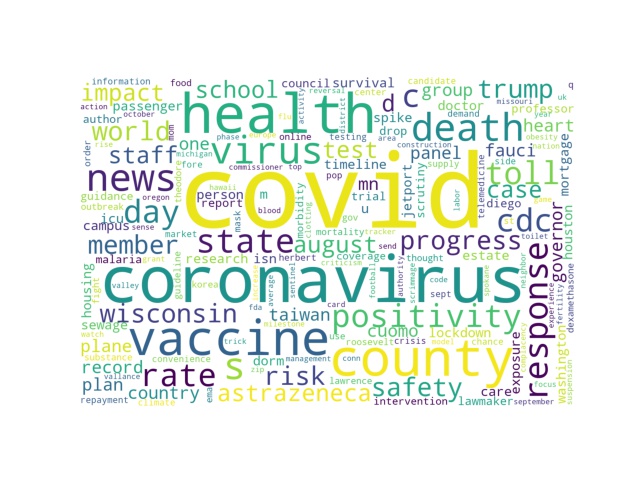 information
food
council
survival
candidate
q
impact
school
c
group
trump
uk
action
passenger
reversal
center
d
doctor
missouri
october
health
activity
district
spike
demand
professor
year
author
flu
drop
obesity
world
mom
one
phase
europe
online
testing
death
heart
nation
rise
virus
test
area
construction
order
staff
michigan
panel
fauci
side
theodore
fore
commissioner
top
timeline
supply
mortgage
news
covid
toll
guidance
hawaii
pop
mn
jetport
scrutiny
telemedicine
case
outbreak
oregon
person
m
trial
labor
icu
day
report
mask
blood
morbidity
clotting
u
diego
game
campus
sense
gov
cdc
st
houston
member
market
state
mortality
tracker
august
send
progress
governor
toilet
research
isn
herbert
criticism
estate
malaria
guideline
coverage
thought
response
experience
fertility
dexamethasone
housing
fight
grant
korea
coronavirus
authority
code
spokane
neighbor
valley
average
sentinel
football
scrimmage
sept
complacency
wisconsin
fda
card
positivity
sewage
taiwan
milestone
watch
vaccine
trick
use
roosevelt
cuomo
lockdown
exposure
washington
plane
convenience
dorm
management
conn
crisis
model
chance
substance
county
record
valiance
rate
s
zip
risk
lawrence
safety
care
focus
suspension
plan
country
ema
astrazeneca
intervention
lawmaker
september
repayment
climate